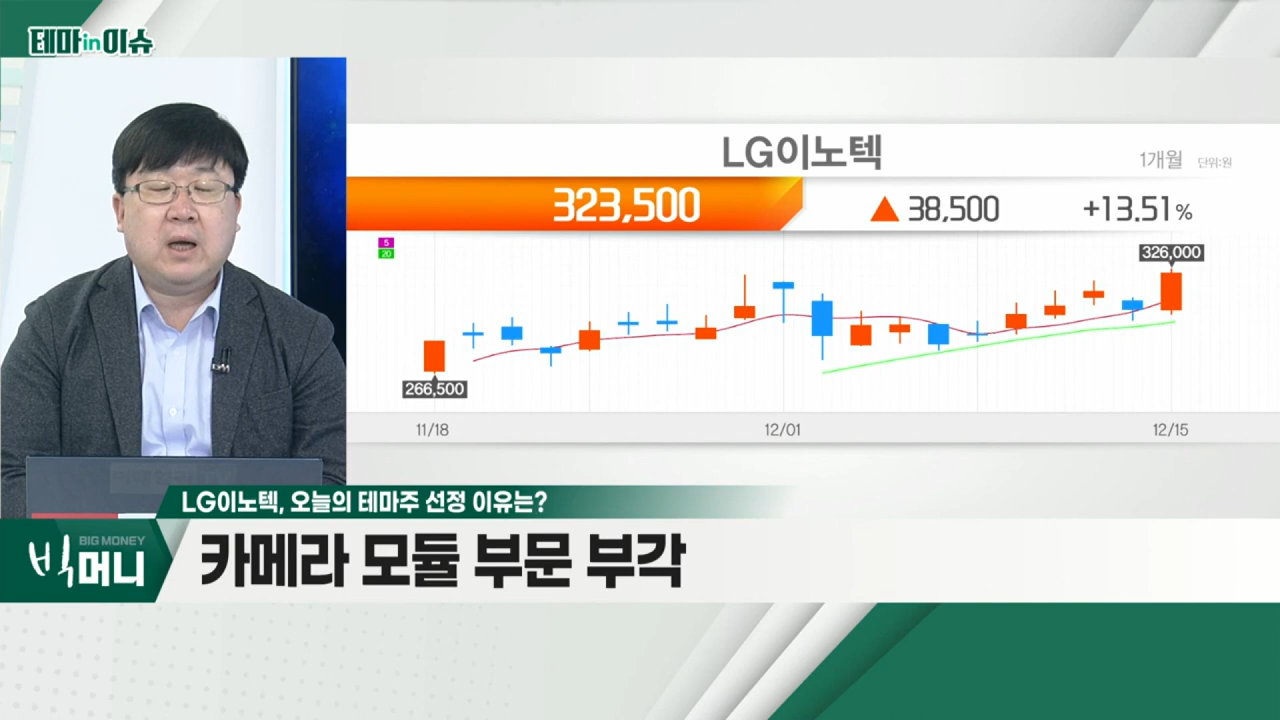 테마in이슈
LG이노텍
1개월 단위:원
323,500 ▲ 38,500 +13.51%
5
20
326,000
266,500
11/18 12/01 12/15
LG이노텍, 오늘의 테마주 선정 이유는?
BIG MONEY
빅머니
카메라 모듈 부문 부각